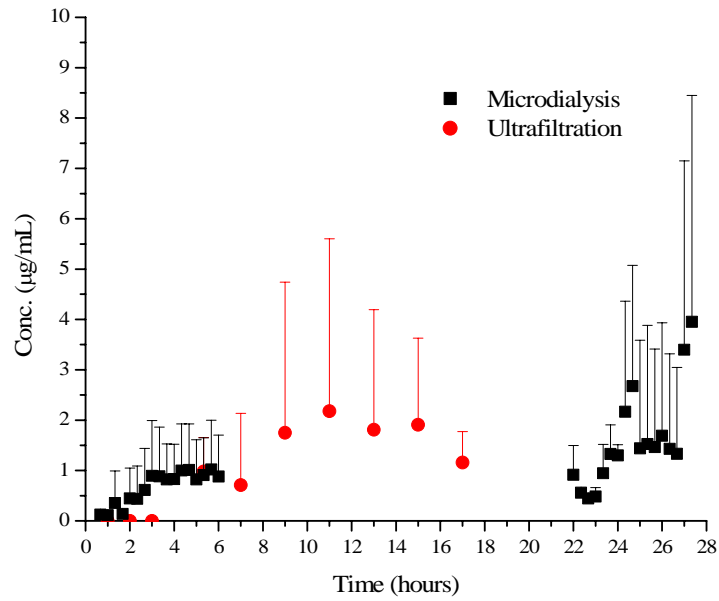 10
9
8
7
6
5
4
3
2
1
0
Conc. (μg/mL)
Microdialysis
Ultrafiltration
0 2 4 6 8 10 12 14 16 18 20 22 24 26 28
Time (hours)